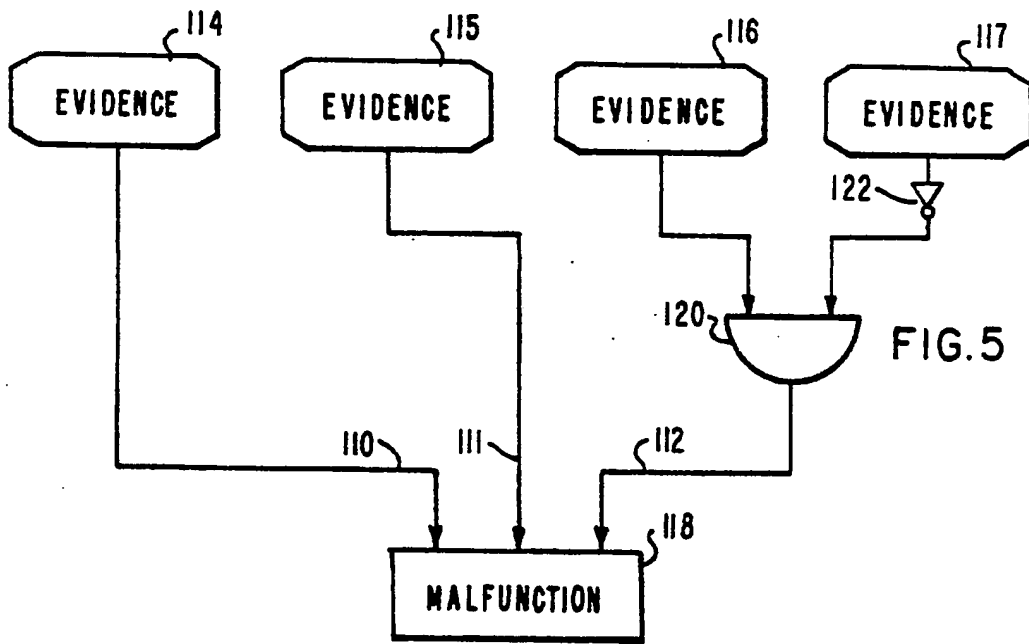 114
115
116
117
EVIDENCE
EVIDENCE
EVIDENCE
EVIDENCE
122
120
FIG. 5
110
111
112
118
MALFUNCTION